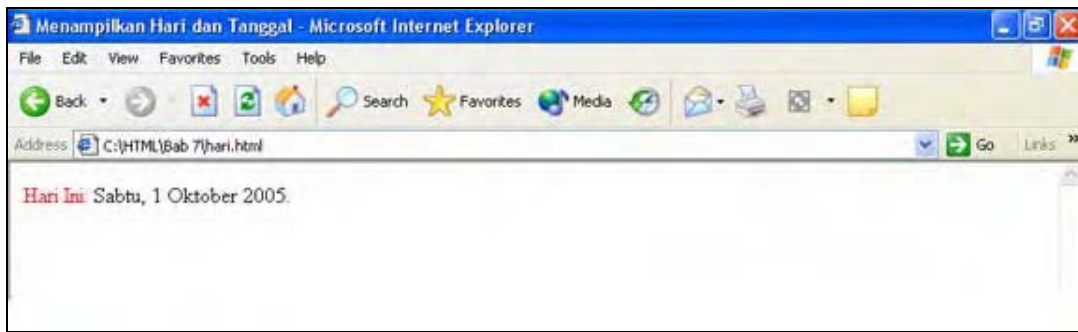 Menampilkan Hari dan Tanggal - Microsoft Internet Explorer
File Edit View Favorites Tools Help
Back Search Favorites Media
Address C:\HTML\Bab 7\hari.html Go Links »
Hari Ini: Sabtu, 1 Oktober 2005.